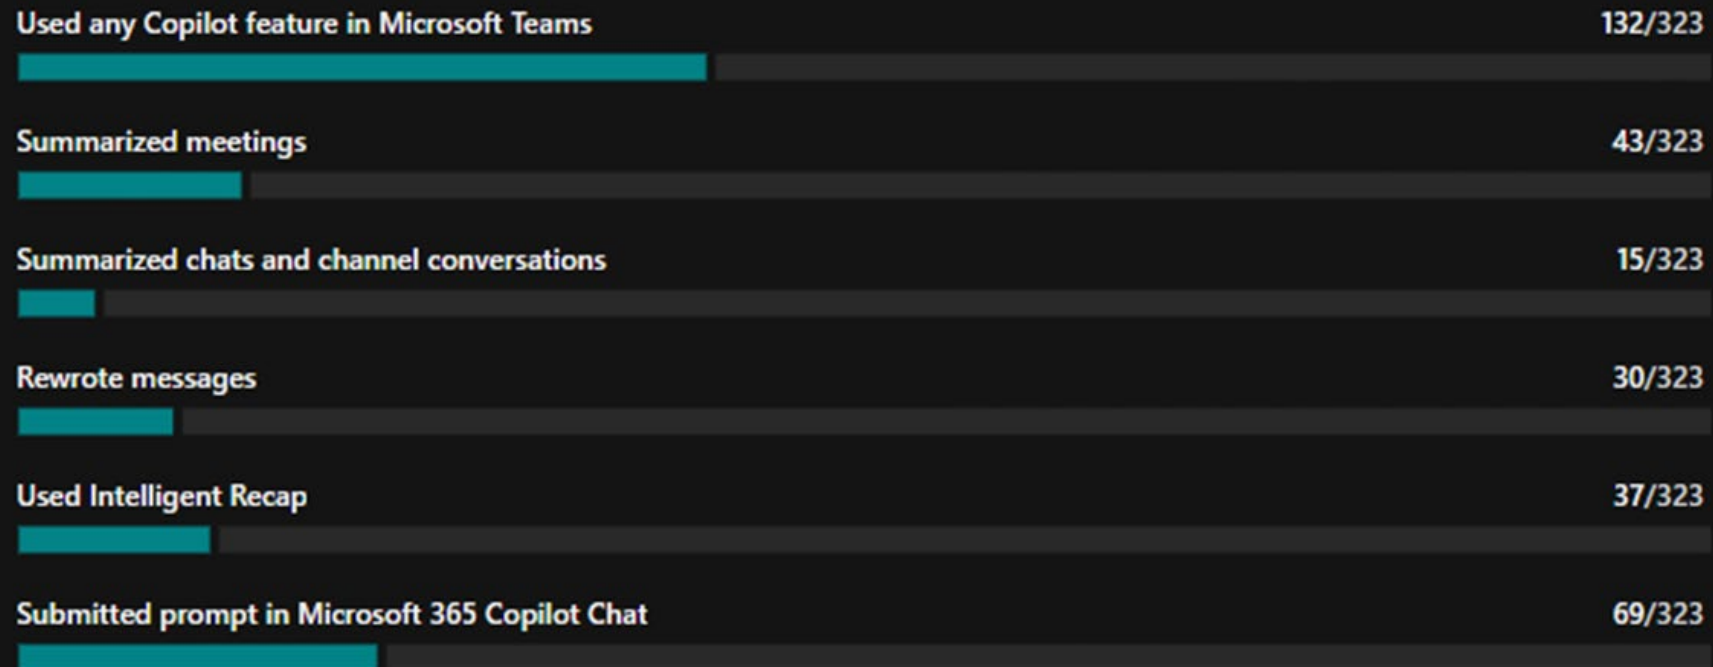 Used any Copilot feature in Microsoft Teams 132/323
Summarized meetings 43/323
Summarized chats and channel conversations 15/323
Rewrote messages 30/323
Used Intelligent Recap 37/323
Submitted prompt in Microsoft 365 Copilot Chat 69/323